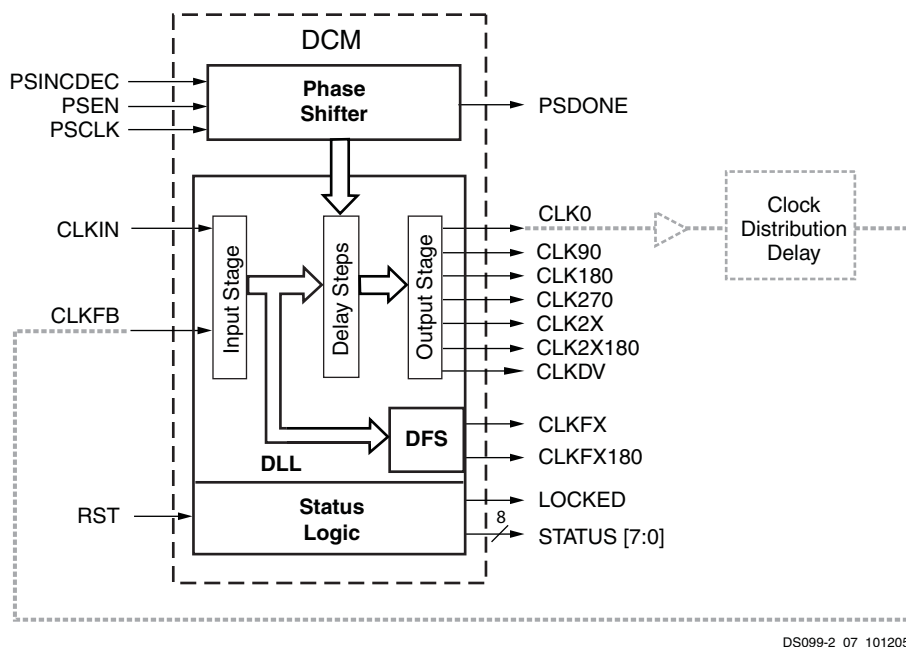 DCM
PSINCDEC
PSEN
PSCLK
Phase
Shifter
PSDONE
CLKIN
CLKFB
Input Stage
Delay Steps
Output Stage
CLK0
CLK90
CLK180
CLK270
CLK2X
CLK2X180
CLKDV
Clock
Distribution
Delay
DFS
CLKFX
CLKFX180
DLL
RST
Status
Logic
LOCKED
8
STATUS [7:0]
DS099-2_07_101205